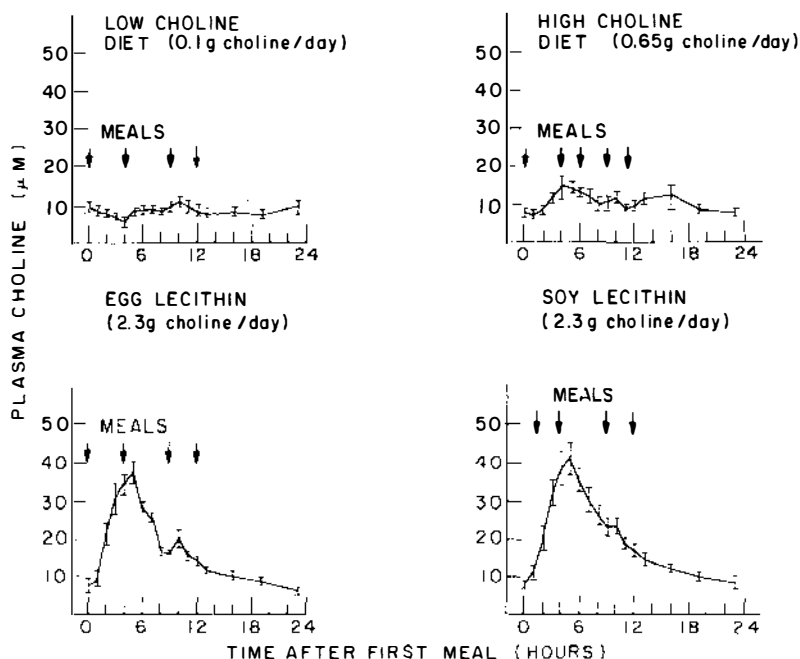 LOW CHOLINE
DIET (0.1g choline/day)
50
40
30
20
10
MEALS
0 6 12 18 24
HIGH CHOLINE
DIET (0.65g choline/day)
50
40
30
20
10
MEALS
0 6 12 18 24
PLASMA CHOLINE (μM)
EGG LECITHIN
(2.3g choline/day)
50
40
30
20
10
MEALS
0 6 12 18 24
SOY LECITHIN
(2.3g choline/day)
50
40
30
20
10
MEALS
0 6 12 18 24
TIME AFTER FIRST MEAL (HOURS)